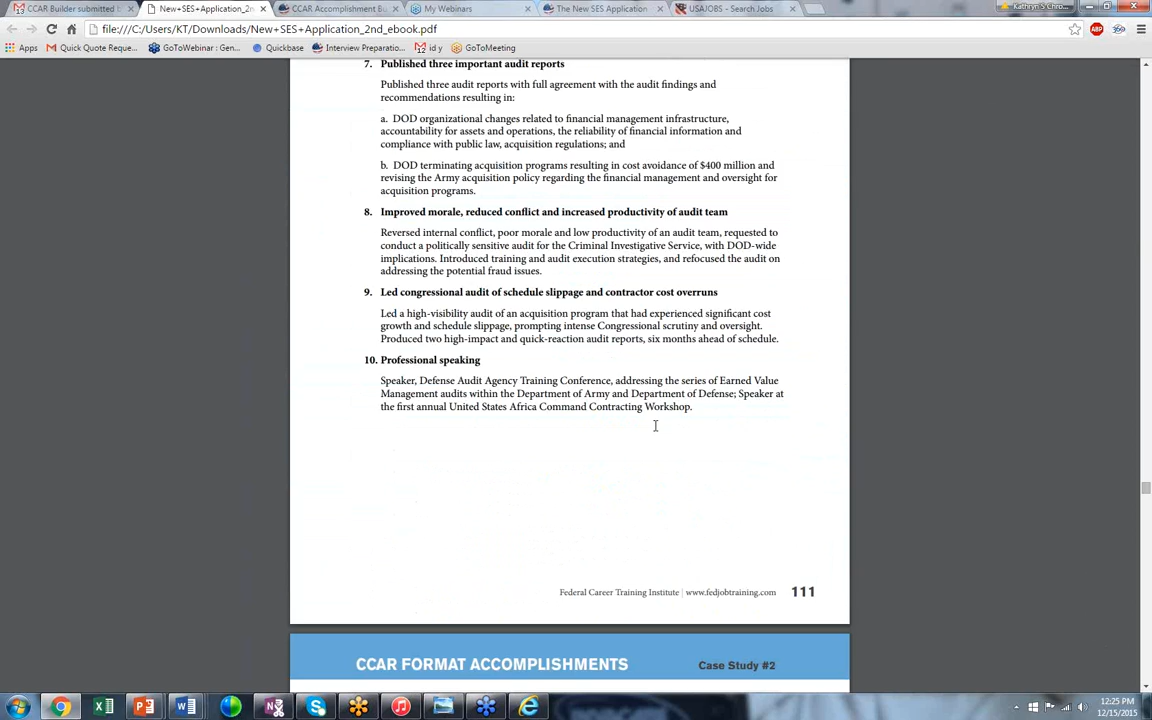 CCAR Builder submitted b
New+SES+Application_2n
CCAR Accomplishment Bu
My Webinars
The New SES Application
USAJOBS - Search Jobs
Kathryn S Chro...
file:///C:/Users/KT/Downloads/New+SES+Application_2nd_ebook.pdf
Apps
Quick Quote Reque...
GoToWebinar : Gen...
Quickbase
Interview Preparatio...
id y
GoToMeeting
7. Published three important audit reports
Published three audit reports with full agreement with the audit findings and
recommendations resulting in:
a. DOD organizational changes related to financial management infrastructure,
accountability for assets and operations, the reliability of financial information and
compliance with public law, acquisition regulations; and
b. DOD terminating acquisition programs resulting in cost avoidance of $400 million and
revising the Army acquisition policy regarding the financial management and oversight for
acquisition programs.
8. Improved morale, reduced conflict and increased productivity of audit team
Reversed internal conflict, poor morale and low productivity of an audit team, requested to
conduct a politically sensitive audit for the Criminal Investigative Service, with DOD-wide
implications. Introduced training and audit execution strategies, and refocused the audit on
addressing the potential fraud issues.
9. Led congressional audit of schedule slippage and contractor cost overruns
Led a high-visibility audit of an acquisition program that had experienced significant cost
growth and schedule slippage, prompting intense Congressional scrutiny and oversight.
Produced two high-impact and quick-reaction audit reports, six months ahead of schedule.
10. Professional speaking
Speaker, Defense Audit Agency Training Conference, addressing the series of Earned Value
Management audits within the Department of Army and Department of Defense; Speaker at
the first annual United States Africa Command Contracting Workshop.
Federal Career Training Institute | www.fedjobtraining.com 111
CCAR FORMAT ACCOMPLISHMENTS Case Study #2
12:25 PM
12/15/2015